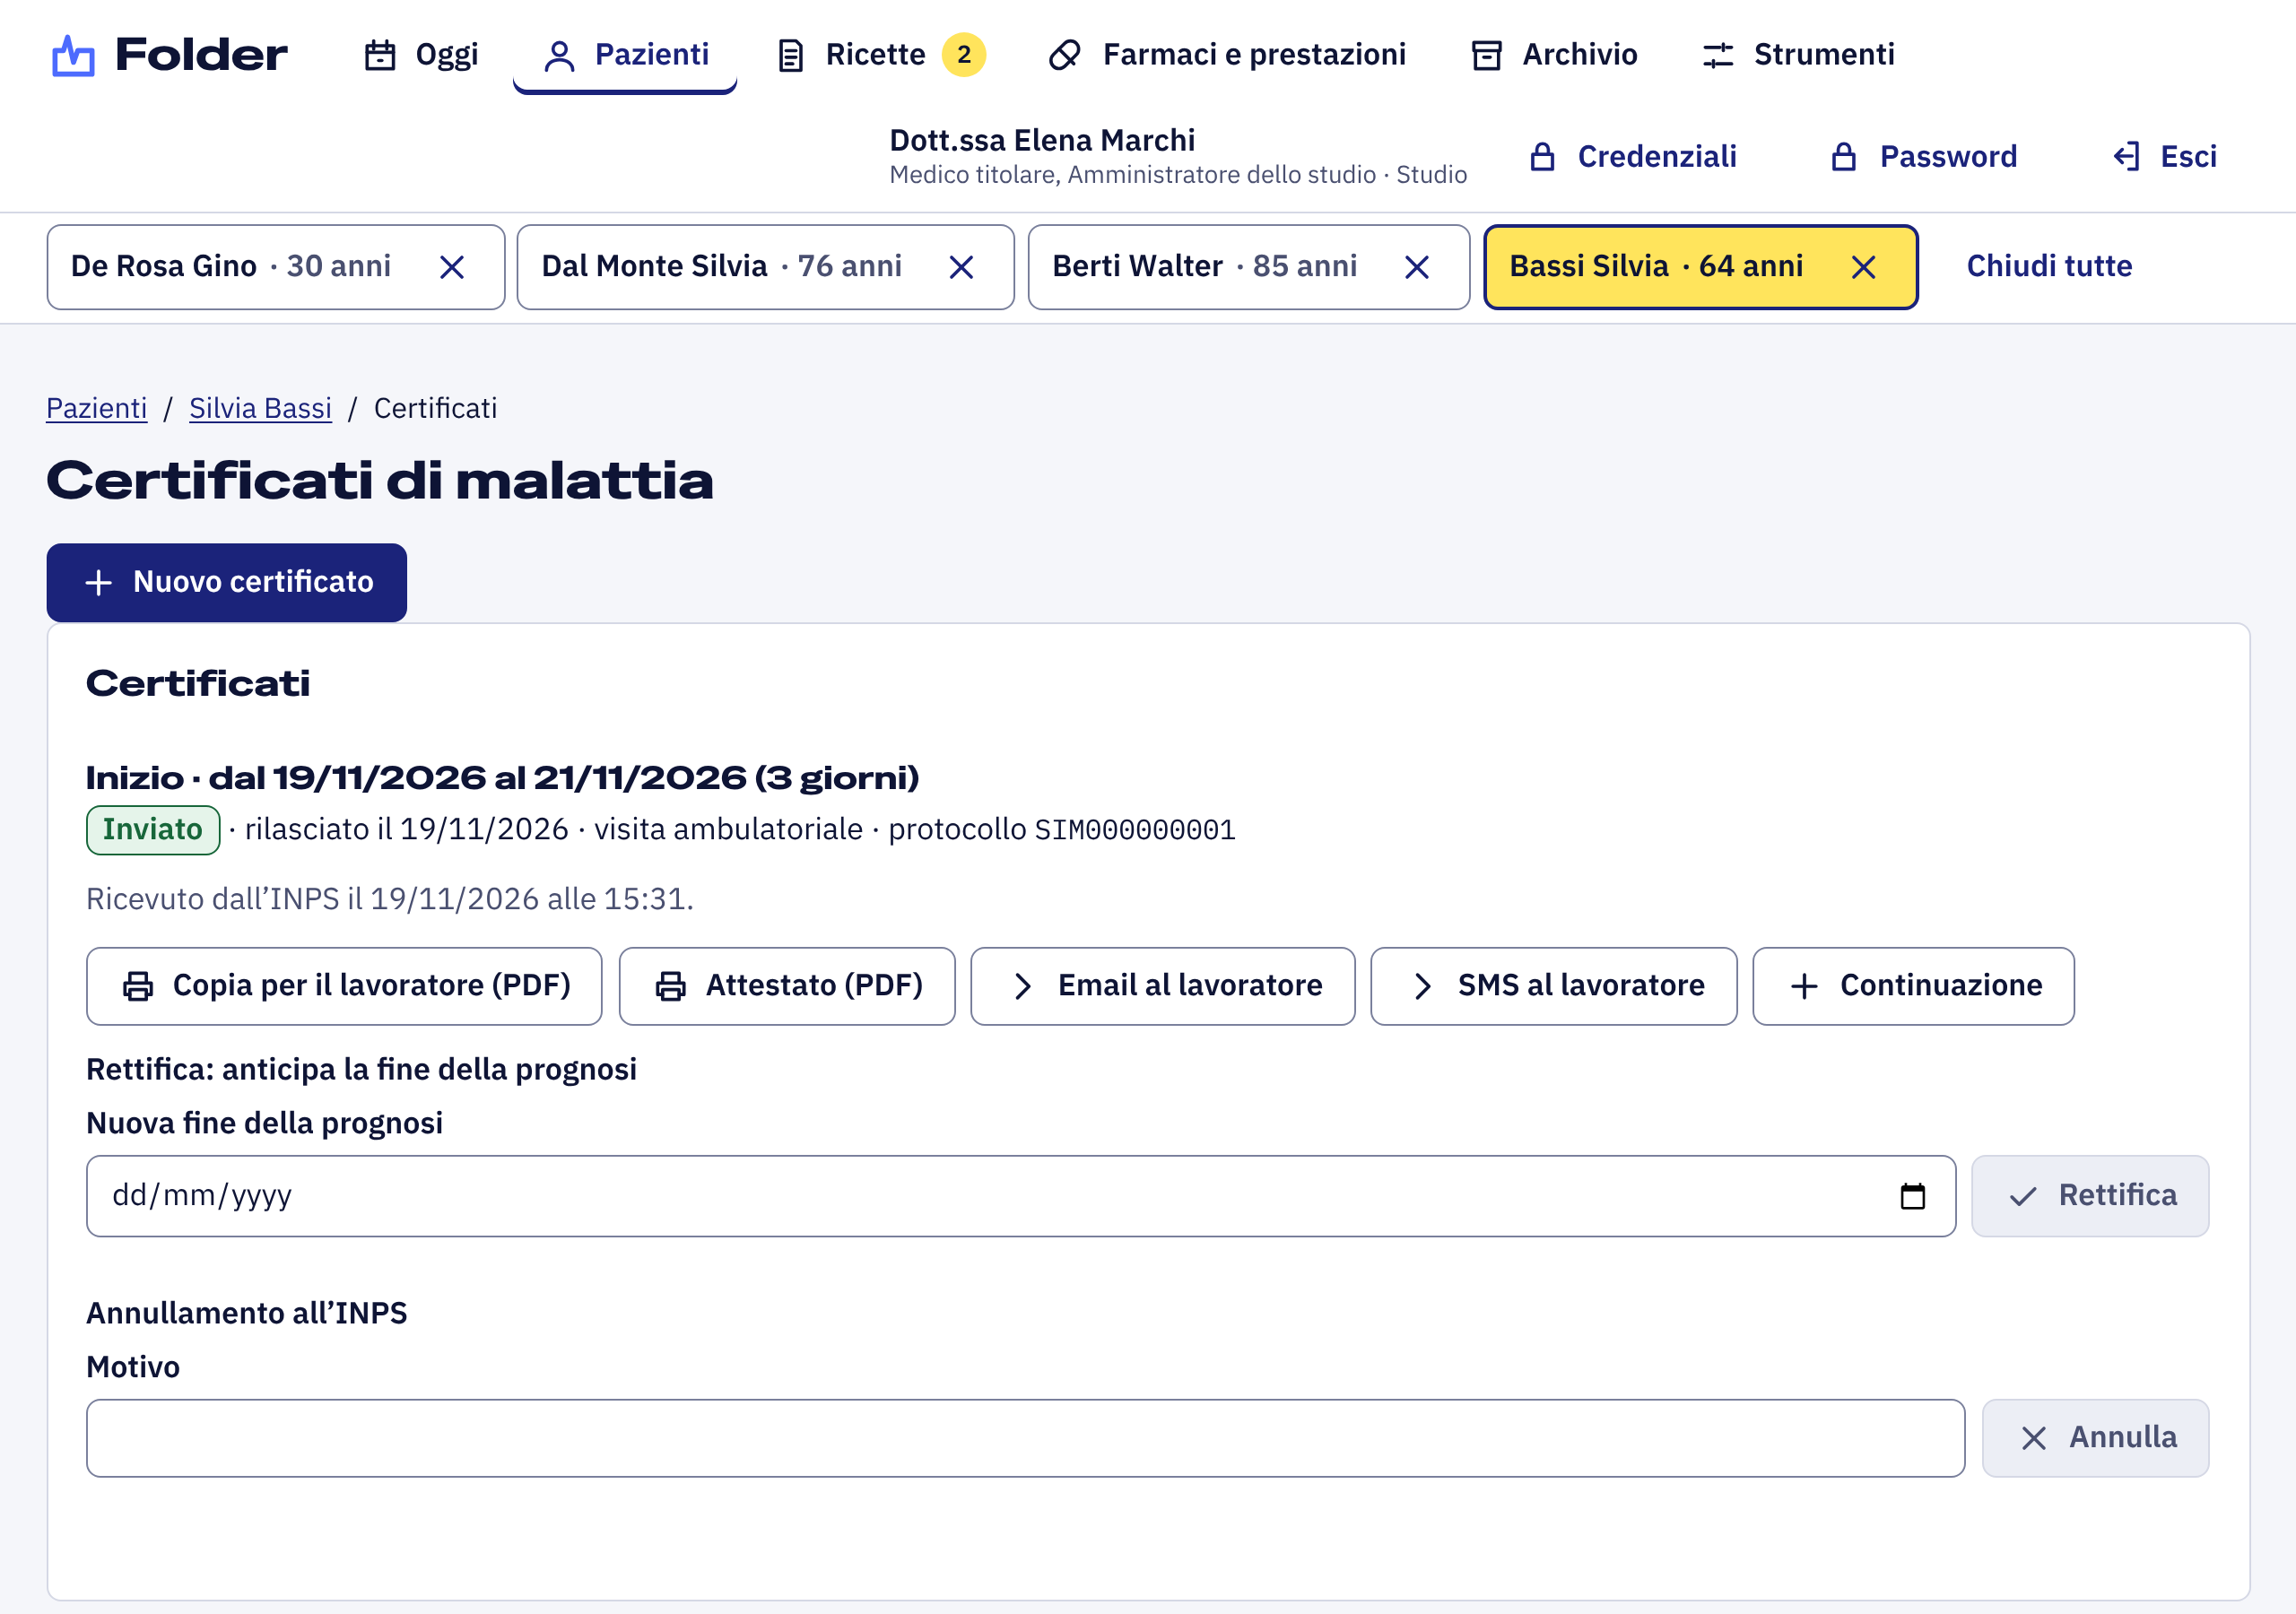 Folder
Oggi
Pazienti
Ricette 2
Farmaci e prestazioni
Archivio
Strumenti
Dott.ssa Elena Marchi
Medico titolare, Amministratore dello studio · Studio
Credenziali
Password
Esci
De Rosa Gino · 30 anni
Dal Monte Silvia · 76 anni
Berti Walter · 85 anni
Bassi Silvia · 64 anni
Chiudi tutte
Pazienti / Silvia Bassi / Certificati
Certificati di malattia
Nuovo certificato
Certificati
Inizio · dal 19/11/2026 al 21/11/2026 (3 giorni)
Inviato · rilasciato il 19/11/2026 · visita ambulatoriale · protocollo SIM000000001
Ricevuto dall’INPS il 19/11/2026 alle 15:31.
Copia per il lavoratore (PDF)
Attestato (PDF)
Email al lavoratore
SMS al lavoratore
Continuazione
Rettifica: anticipa la fine della prognosi
Nuova fine della prognosi
dd/mm/yyyy
Rettifica
Annullamento all’INPS
Motivo
Annulla